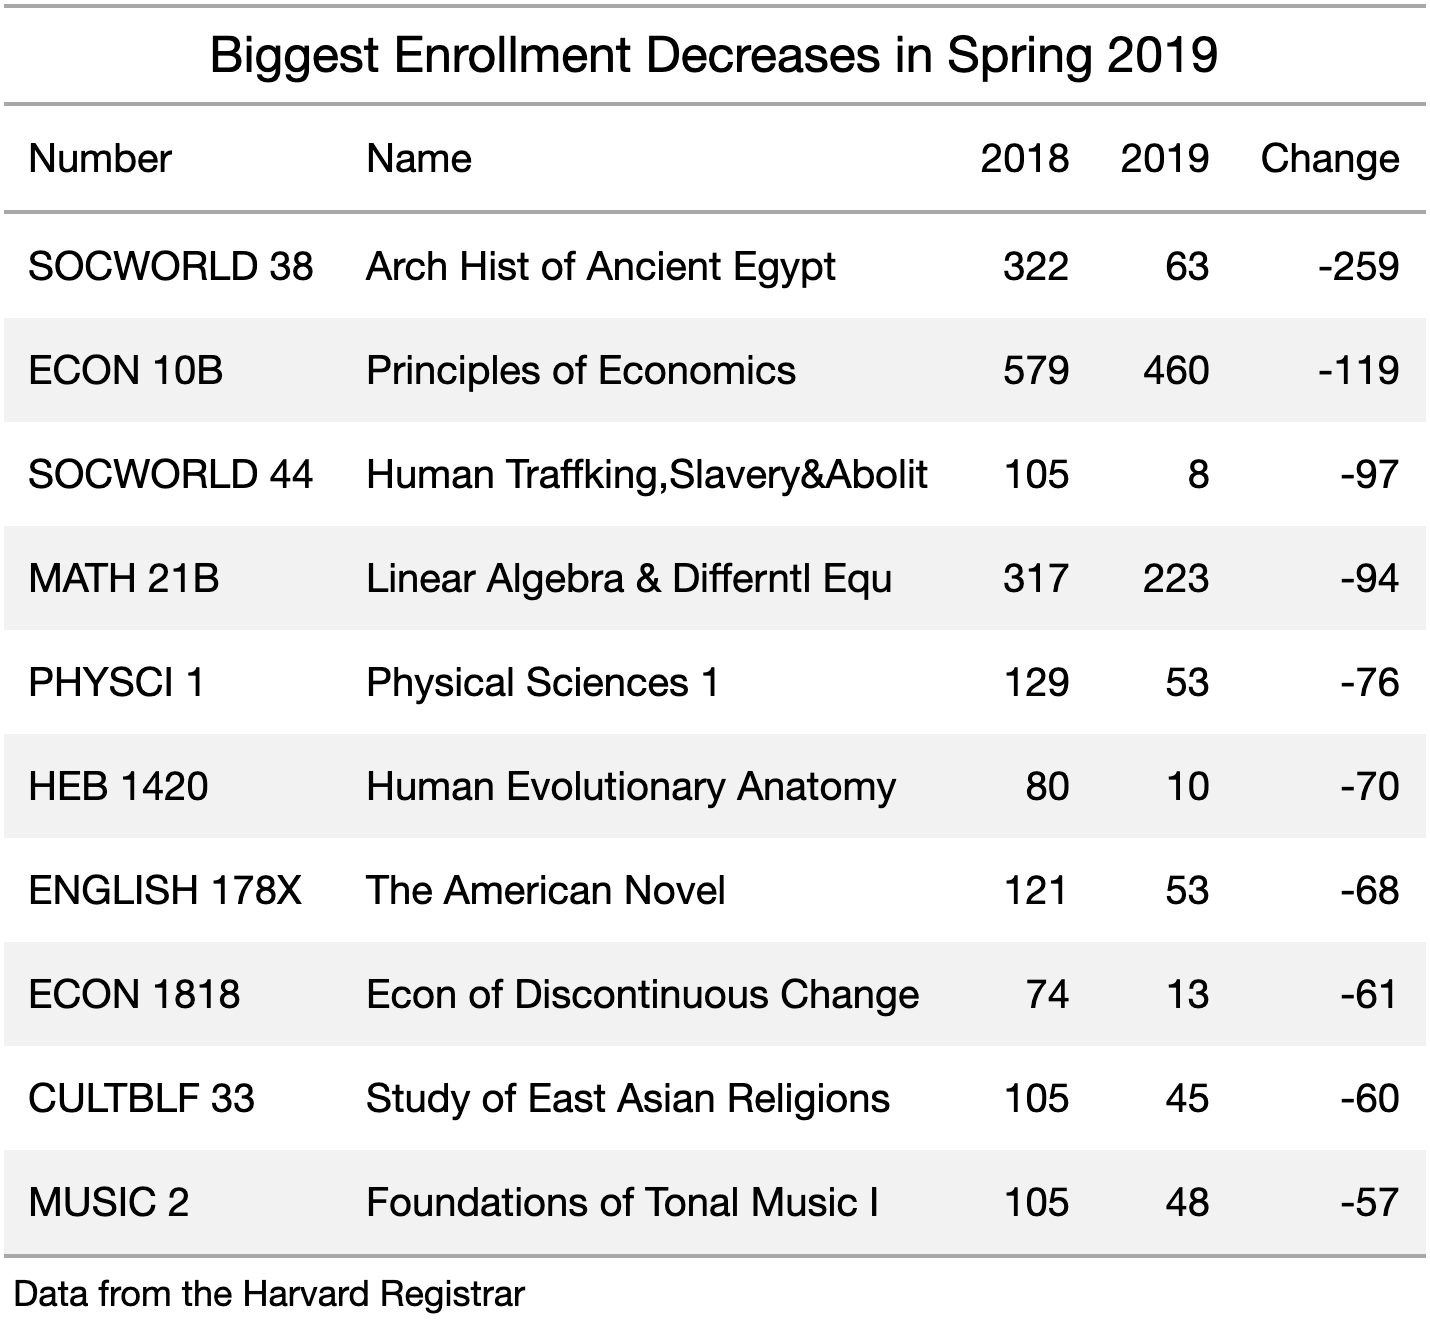 Biggest Enrollment Decreases in Spring 2019
Number Name 2018 2019 Change
SOCWORLD 38 Arch Hist of Ancient Egypt 322 63 -259
ECON 10B Principles of Economics 579 460 -119
SOCWORLD 44 Human Traffking,Slavery&Abolit 105 8 -97
MATH 21B Linear Algebra & Differntl Equ 317 223 -94
PHYSCI 1 Physical Sciences 1 129 53 -76
HEB 1420 Human Evolutionary Anatomy 80 10 -70
ENGLISH 178X The American Novel 121 53 -68
ECON 1818 Econ of Discontinuous Change 74 13 -61
CULTBLF 33 Study of East Asian Religions 105 45 -60
MUSIC 2 Foundations of Tonal Music I 105 48 -57
Data from the Harvard Registrar